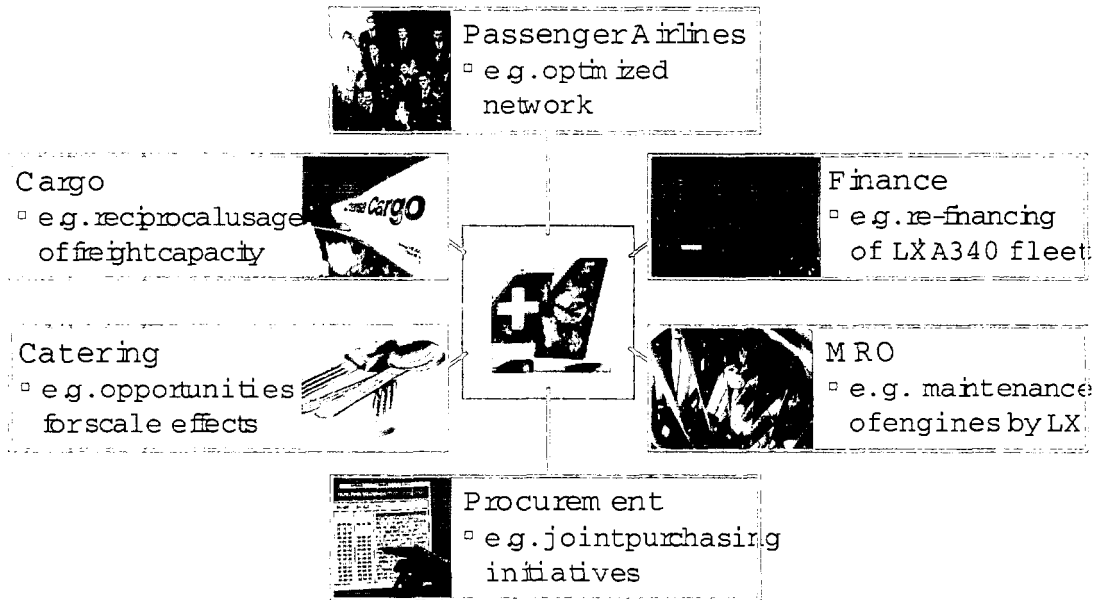 Passenger Airlines
▫ e.g. optimized
network
Cargo
▫ e.g. reciprocal usage
of freight capacity
Cargo
Finance
▫ e.g. re-financing
of LX A340 fleet
Catering
▫ e.g. opportunities
for scale effects
MRO
▫ e.g. maintenance
of engines by LX
Procurement
▫ e.g. joint purchasing
initiatives